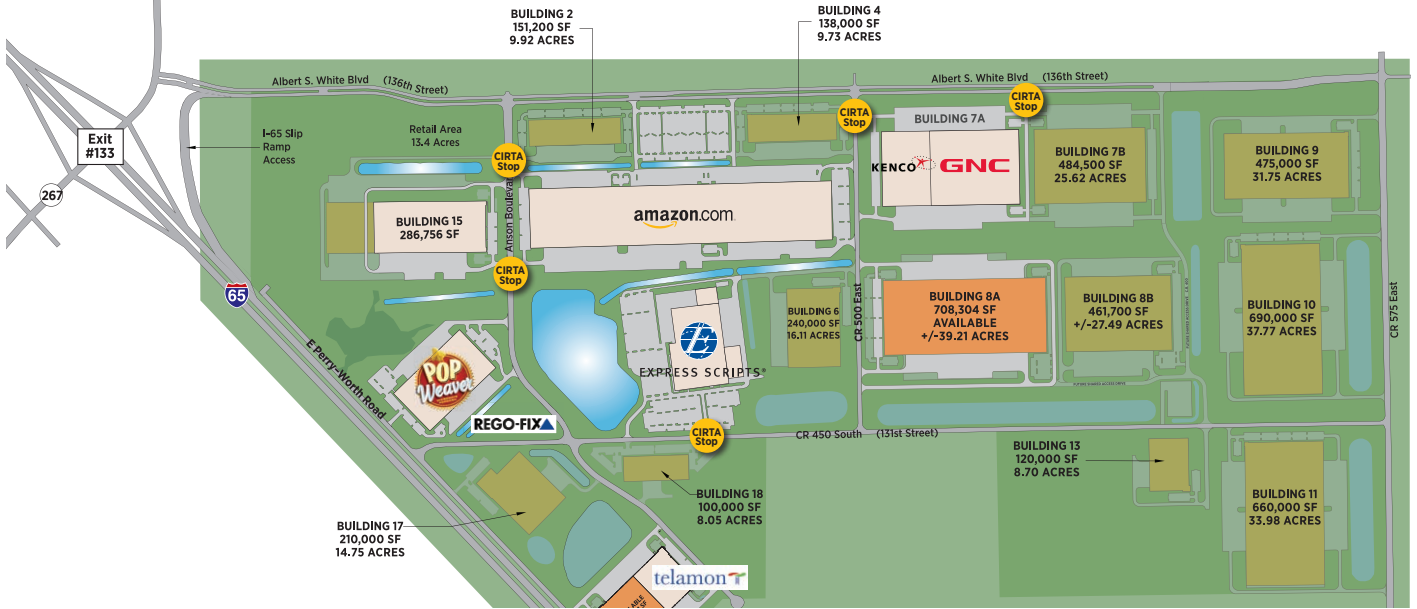 BUILDING 2
151,200 SF
9.92 ACRES
BUILDING 4
138,000 SF
9.73 ACRES
Albert S. White Blvd (136th Street)
Albert S. White Blvd (136th Street)
CIRTA
Stop
CIRTA
Stop
Exit
#133
I-65 Slip
Ramp
Access
Retail Area
13.4 Acres
CIRTA
Stop
BUILDING 7A
KENCO
GNC
BUILDING 7B
484,500 SF
25.62 ACRES
BUILDING 9
475,000 SF
31.75 ACRES
267
BUILDING 15
286,756 SF
Anson Boulevar
amazon.com
CIRTA
Stop
65
BUILDING 6
240,000 SF
16.11 ACRES
CR 500 East
BUILDING 8A
708,304 SF
AVAILABLE
+/-39.21 ACRES
BUILDING 8B
461,700 SF
+/-27.49 ACRES
BUILDING 10
690,000 SF
37.77 ACRES
CR 575 East
E Perry-Worth Road
POP
Weaver
EXPRESS SCRIPTS®
FUTURE SHARED ACCESS DRIVE
REGO-FIX
CIRTA
Stop
CR 450 South (131st Street)
BUILDING 13
120,000 SF
8.70 ACRES
BUILDING 18
100,000 SF
8.05 ACRES
BUILDING 11
660,000 SF
33.98 ACRES
BUILDING 17
210,000 SF
14.75 ACRES
telamon